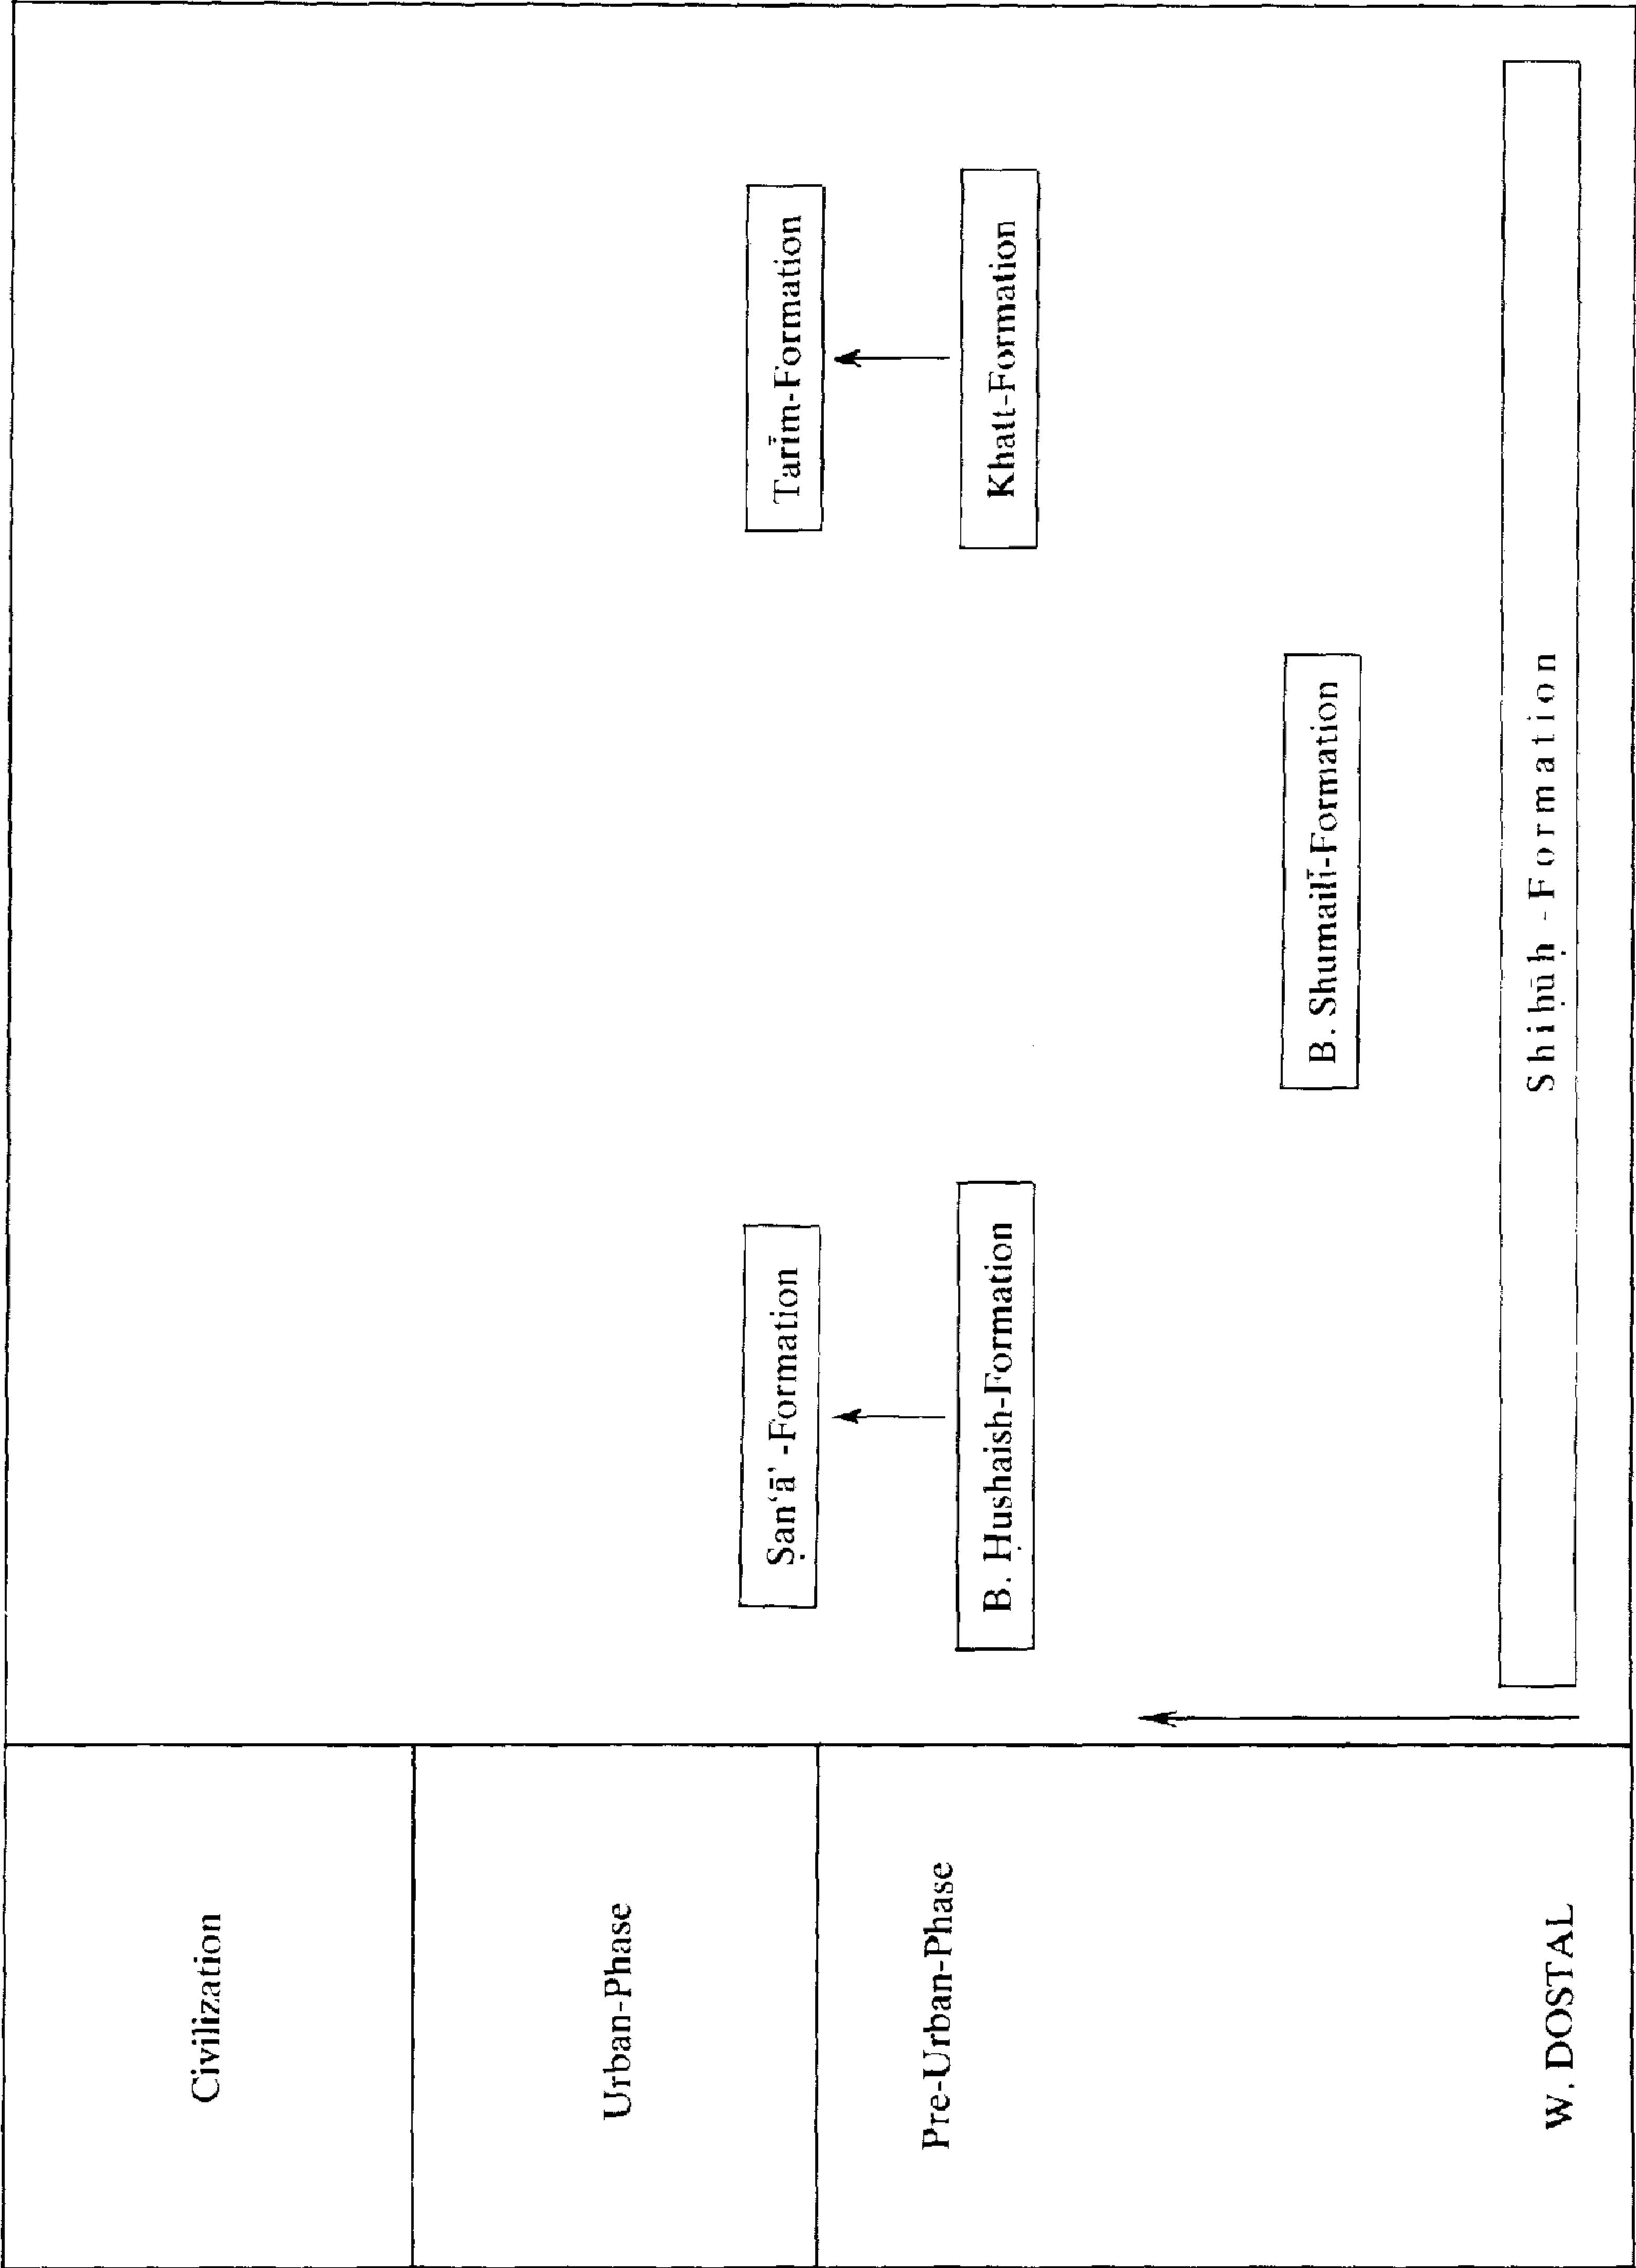 Civilization
Urban-Phase
Ṣan‘ā’-Formation
Tarīm-Formation
Pre-Urban-Phase
B. Ḥushaish-Formation
Khatt-Formation
B. Shumailī-Formation
Shiḥūḥ-Formation
W. DOSTAL